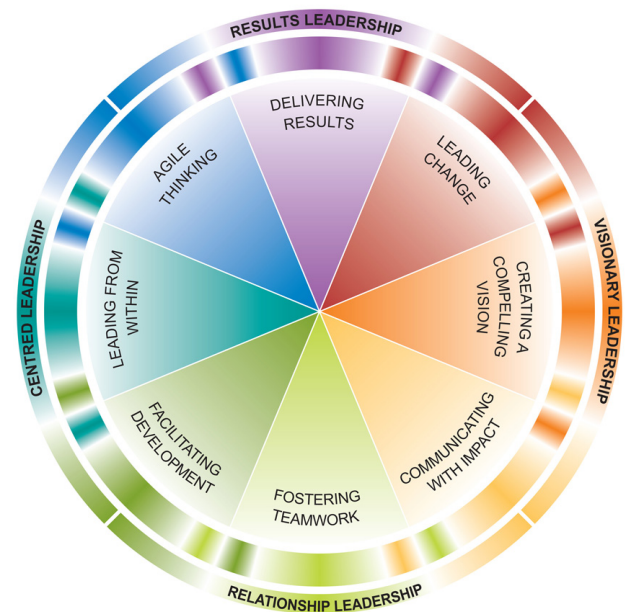 RESULTS LEADERSHIP
DELIVERING
RESULTS
LEADING
CHANGE
CREATING A
COMPELLING
VISION
VISIONARY LEADERSHIP
COMMUNICATING
WITH IMPACT
FOSTERING
TEAMWORK
RELATIONSHIP LEADERSHIP
FACILITATING
DEVELOPMENT
LEADING FROM
WITHIN
CENTRED LEADERSHIP
AGILE
THINKING